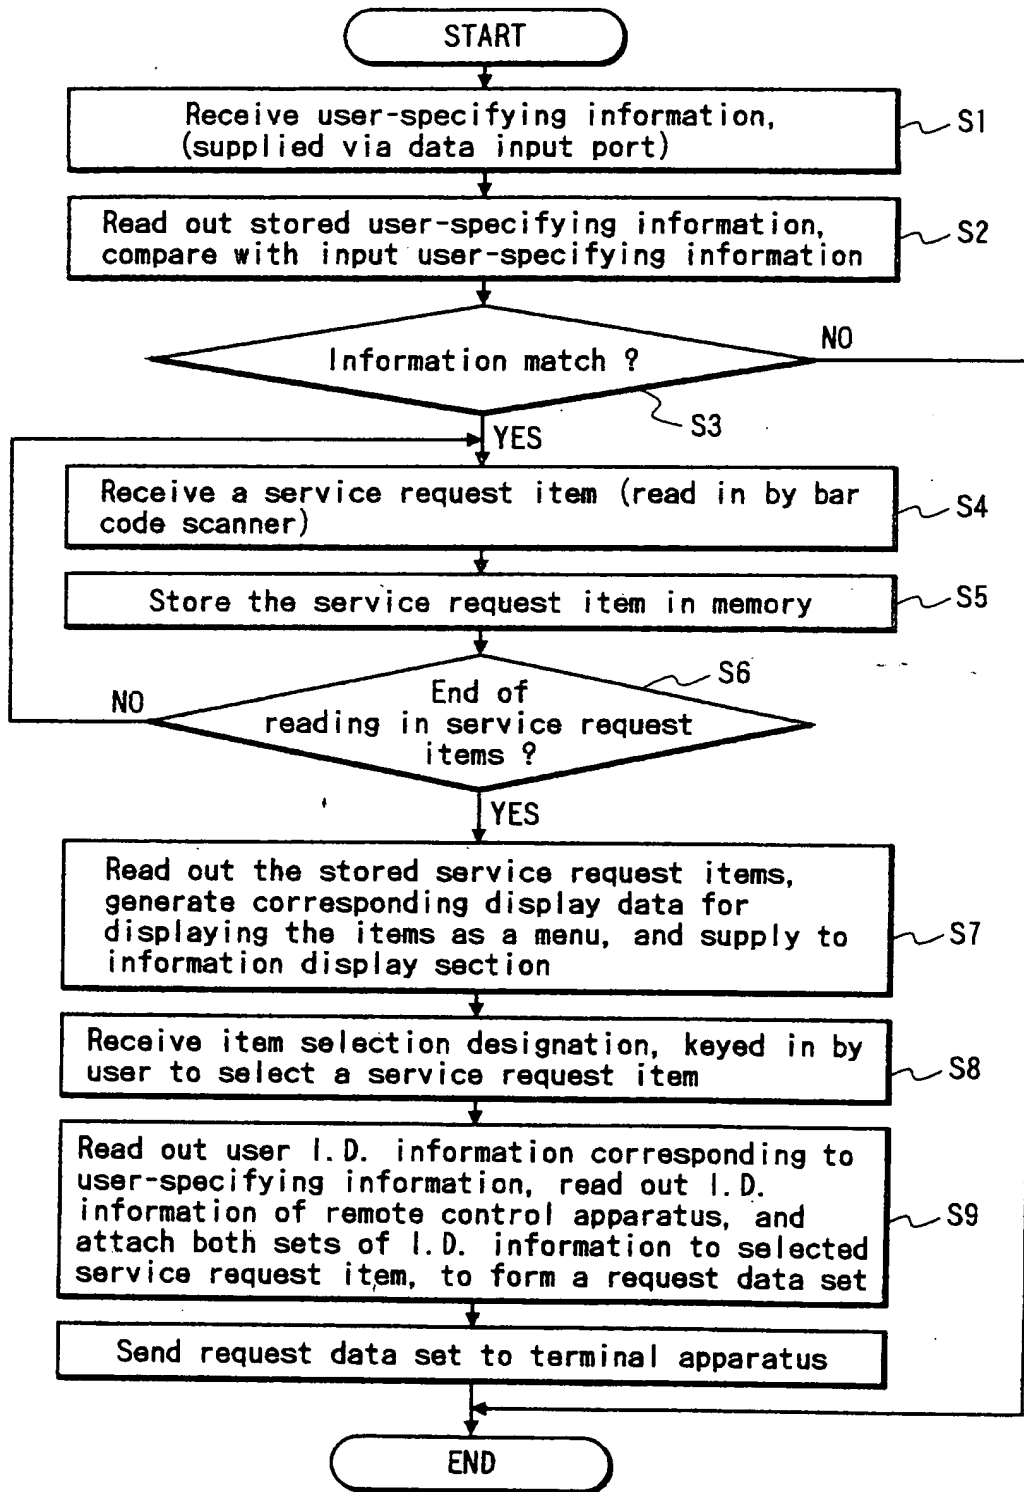 START
Receive user-specifying information,
(supplied via data input port)
S1
Read out stored user-specifying information,
compare with input user-specifying information
S2
Information match ?
NO
S3
YES
Receive a service request item (read in by bar
code scanner)
S4
Store the service request item in memory
S5
S6
End of
reading in service request
items ?
NO
YES
Read out the stored service request items,
generate corresponding display data for
displaying the items as a menu, and supply to
information display section
S7
Receive item selection designation, keyed in by
user to select a service request item
S8
Read out user I.D. information corresponding to
user-specifying information, read out I.D.
information of remote control apparatus, and
attach both sets of I.D. information to selected
service request item, to form a request data set
S9
Send request data set to terminal apparatus
END